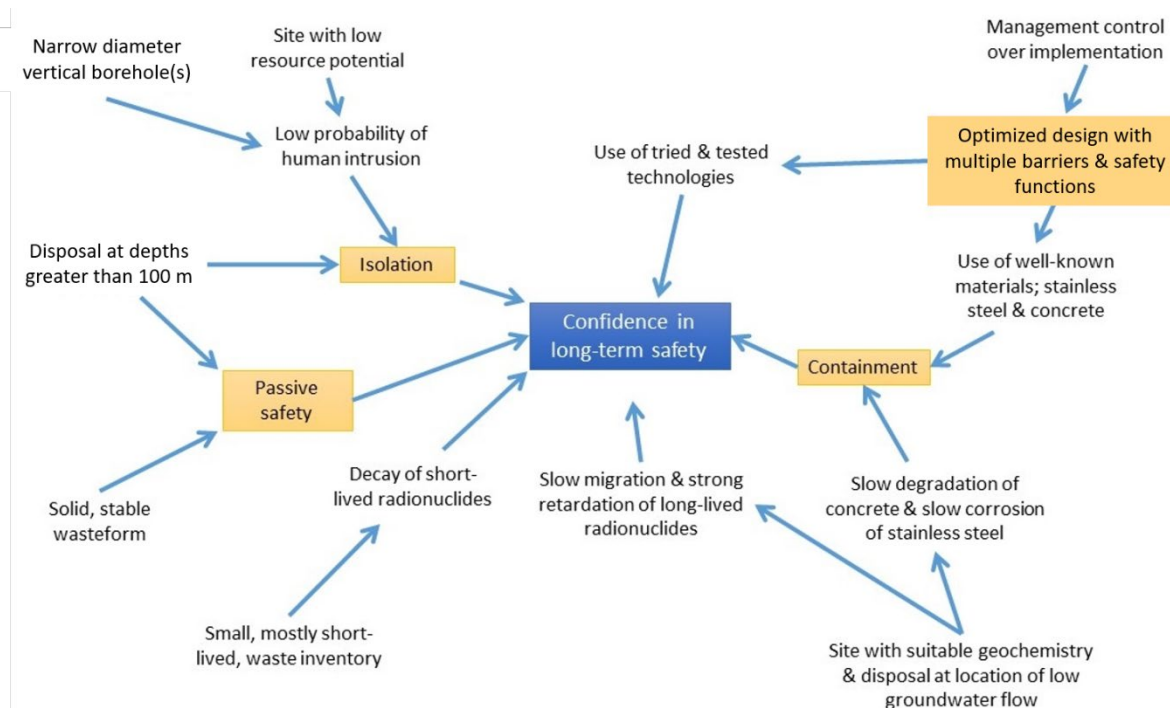 Narrow diameter
vertical borehole(s)
Site with low
resource potential
Management control
over implementation
Low probability of
human intrusion
Use of tried & tested
technologies
Optimized design with
multiple barriers & safety
functions
Disposal at depths
greater than 100 m
Isolation
Use of well-known
materials; stainless
steel & concrete
Confidence in
long-term safety
Containment
Passive
safety
Solid, stable
wasteform
Decay of short-
lived radionuclides
Slow migration & strong
retardation of long-lived
radionuclides
Slow degradation of
concrete & slow corrosion
of stainless steel
Small, mostly short-
lived, waste inventory
Site with suitable geochemistry
& disposal at location of low
groundwater flow